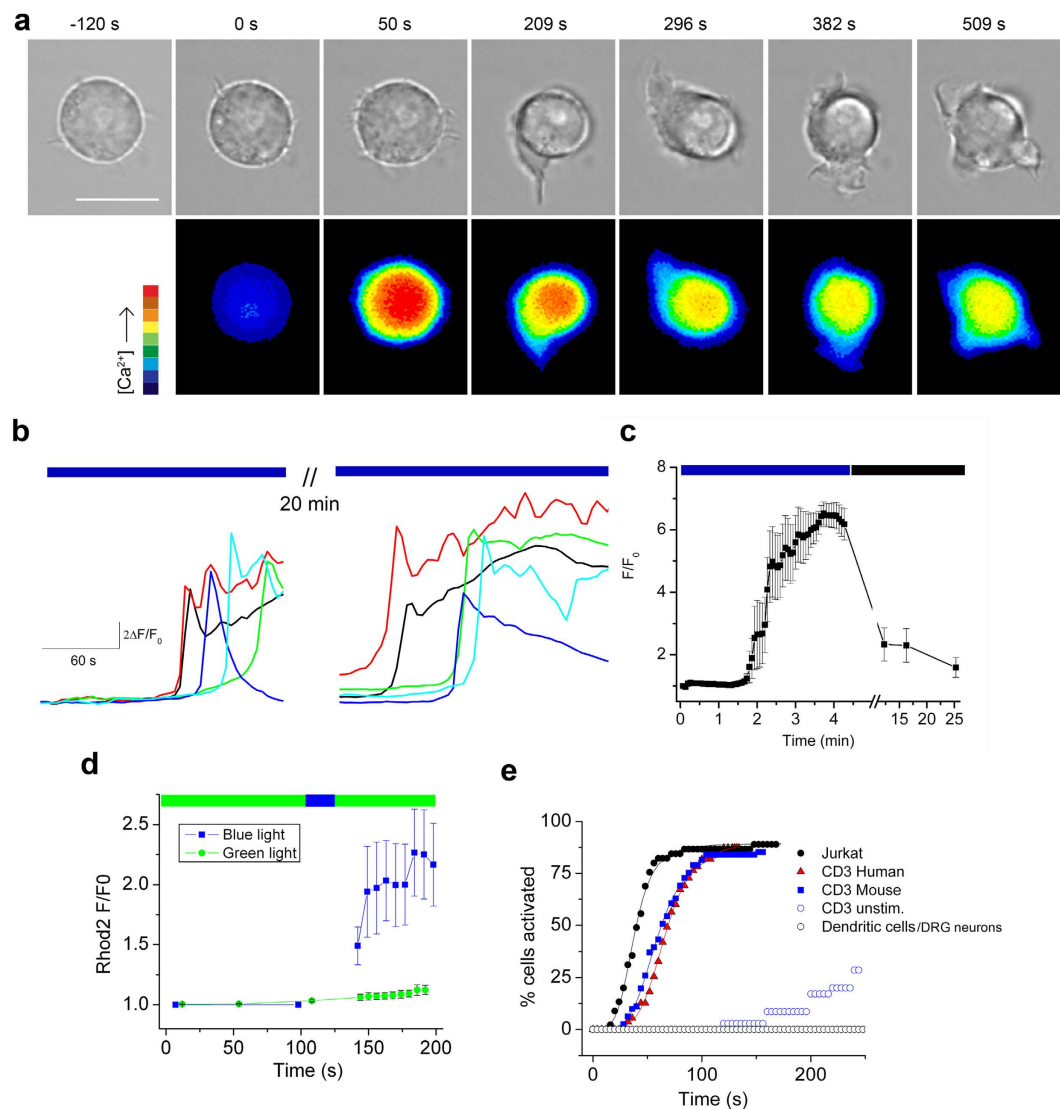 a
-120 s 0 s 50 s 209 s 296 s 382 s 509 s
[Ca²⁺]
b
//
20 min
2ΔF/F₀
60 s
c
8
6
4
2
F/F₀
0 1 2 3 4 // 15 20 25
Time (min)
d
2.5
2.0
1.5
1.0
Rhod2 F/F0
Blue light
Green light
0 50 100 150 200
Time (s)
e
100
75
50
25
0
% cells activated
Jurkat
CD3 Human
CD3 Mouse
CD3 unstim.
Dendritic cells/DRG neurons
0 100 200
Time (s)